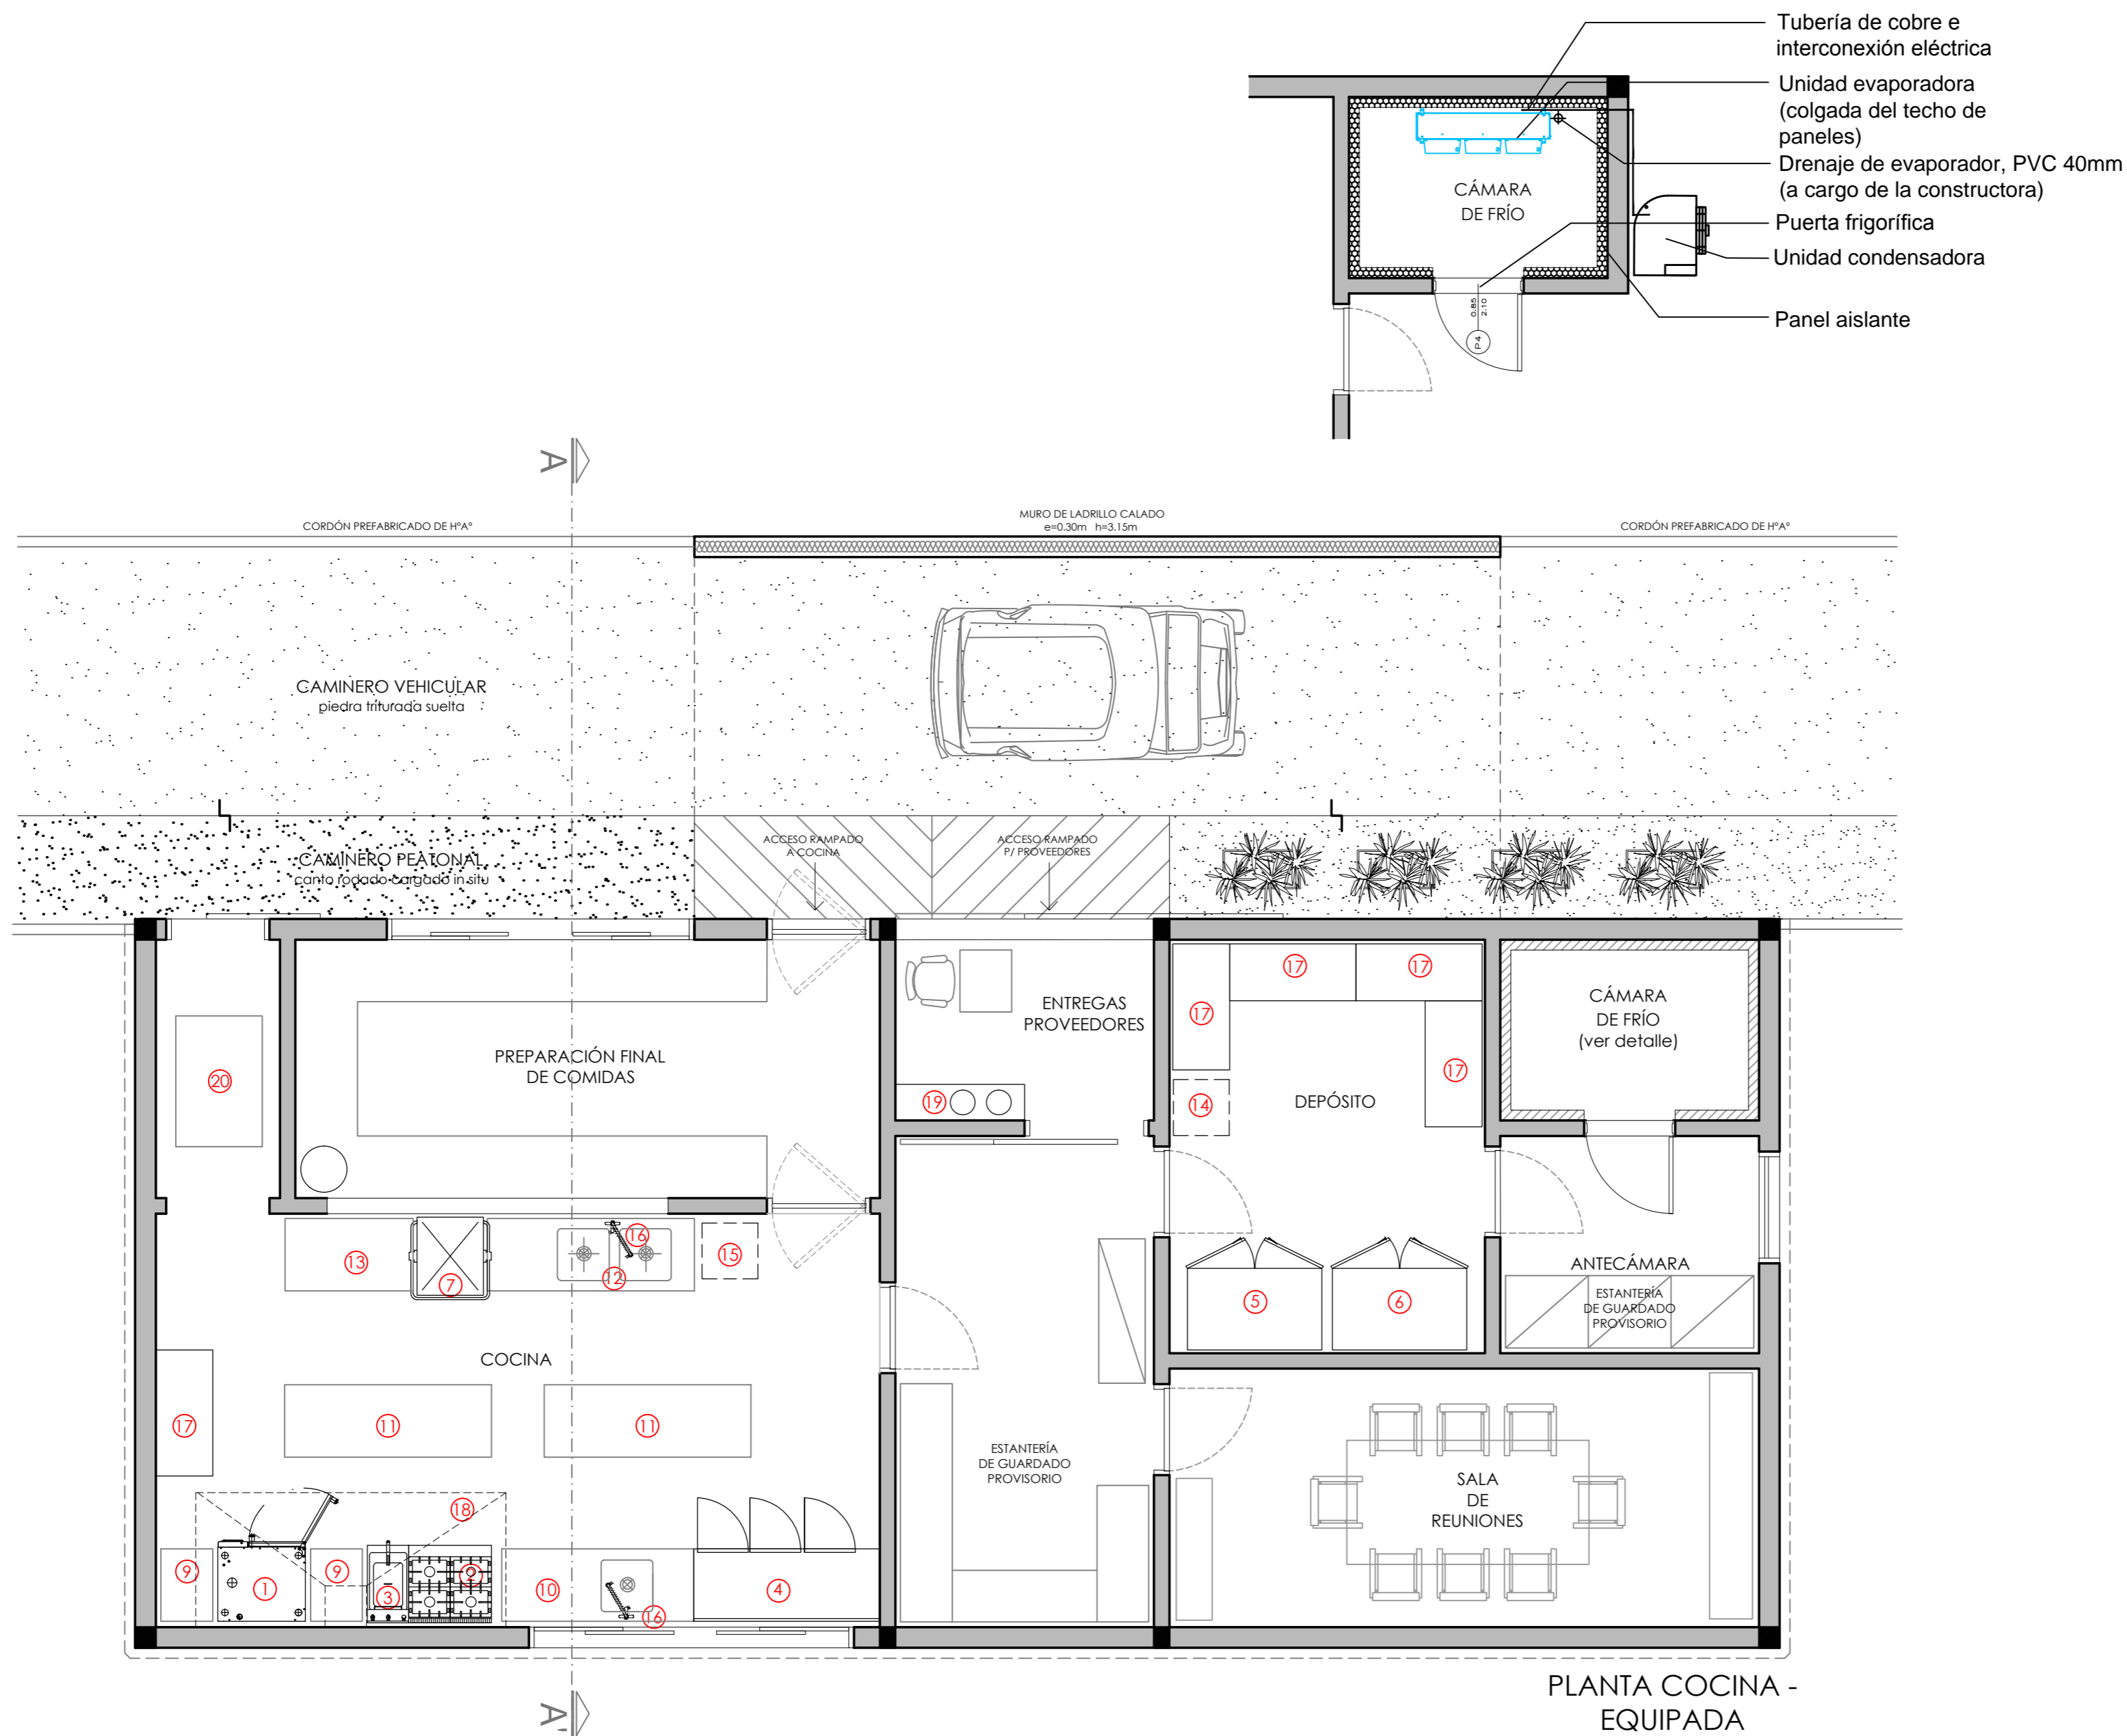 Tubería de cobre e
interconexión eléctrica
Unidad evaporadora
(colgada del techo de
paneles)
Drenaje de evaporador, PVC 40mm
(a cargo de la constructora)
Puerta frigorífica
Unidad condensadora
Panel aislante
CÁMARA
DE FRÍO
0.85
2.10
P4
A
CORDÓN PREFABRICADO DE HºAº
MURO DE LADRILLO CALADO
e=0.30m h=3.15m
CORDÓN PREFABRICADO DE HºAº
CAMINERO VEHICULAR
piedra triturada suelta
CAMINERO PEATONAL
canto rodado cargado in situ
ACCESO RAMPADO
A COCINA
ACCESO RAMPADO
P/ PROVEEDORES
17
17
17
17
14
20
19
ENTREGAS
PROVEEDORES
PREPARACIÓN FINAL
DE COMIDAS
DEPÓSITO
CÁMARA
DE FRÍO
(ver detalle)
13
7
16
12
15
5
6
ANTECÁMARA
ESTANTERÍA
DE GUARDADO
PROVISORIO
COCINA
17
11
11
ESTANTERÍA
DE GUARDADO
PROVISORIO
SALA
DE
REUNIONES
18
9
1
9
3
2
10
16
4
A'
PLANTA COCINA -
EQUIPADA